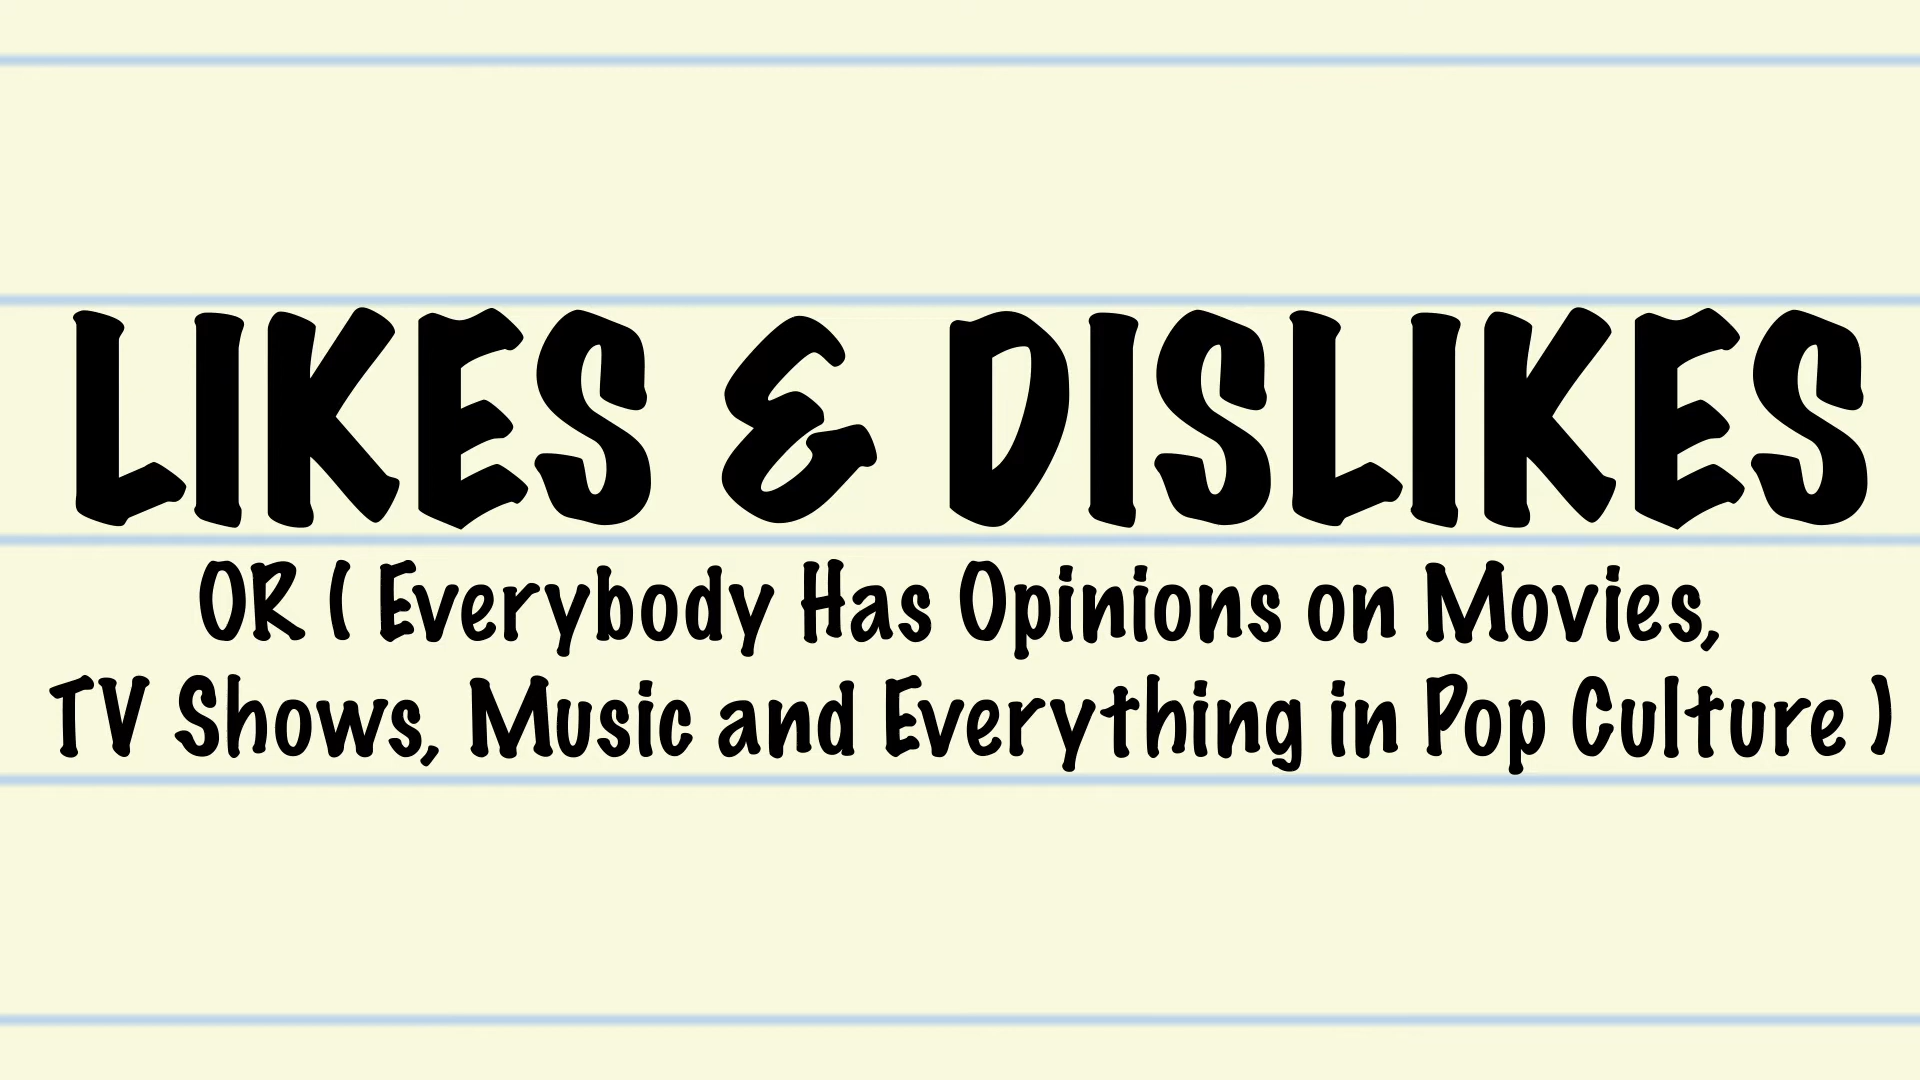 LIKES & DISLIKES
OR ( Everybody Has Opinions on Movies,
TV Shows, Music and Everything in Pop Culture )